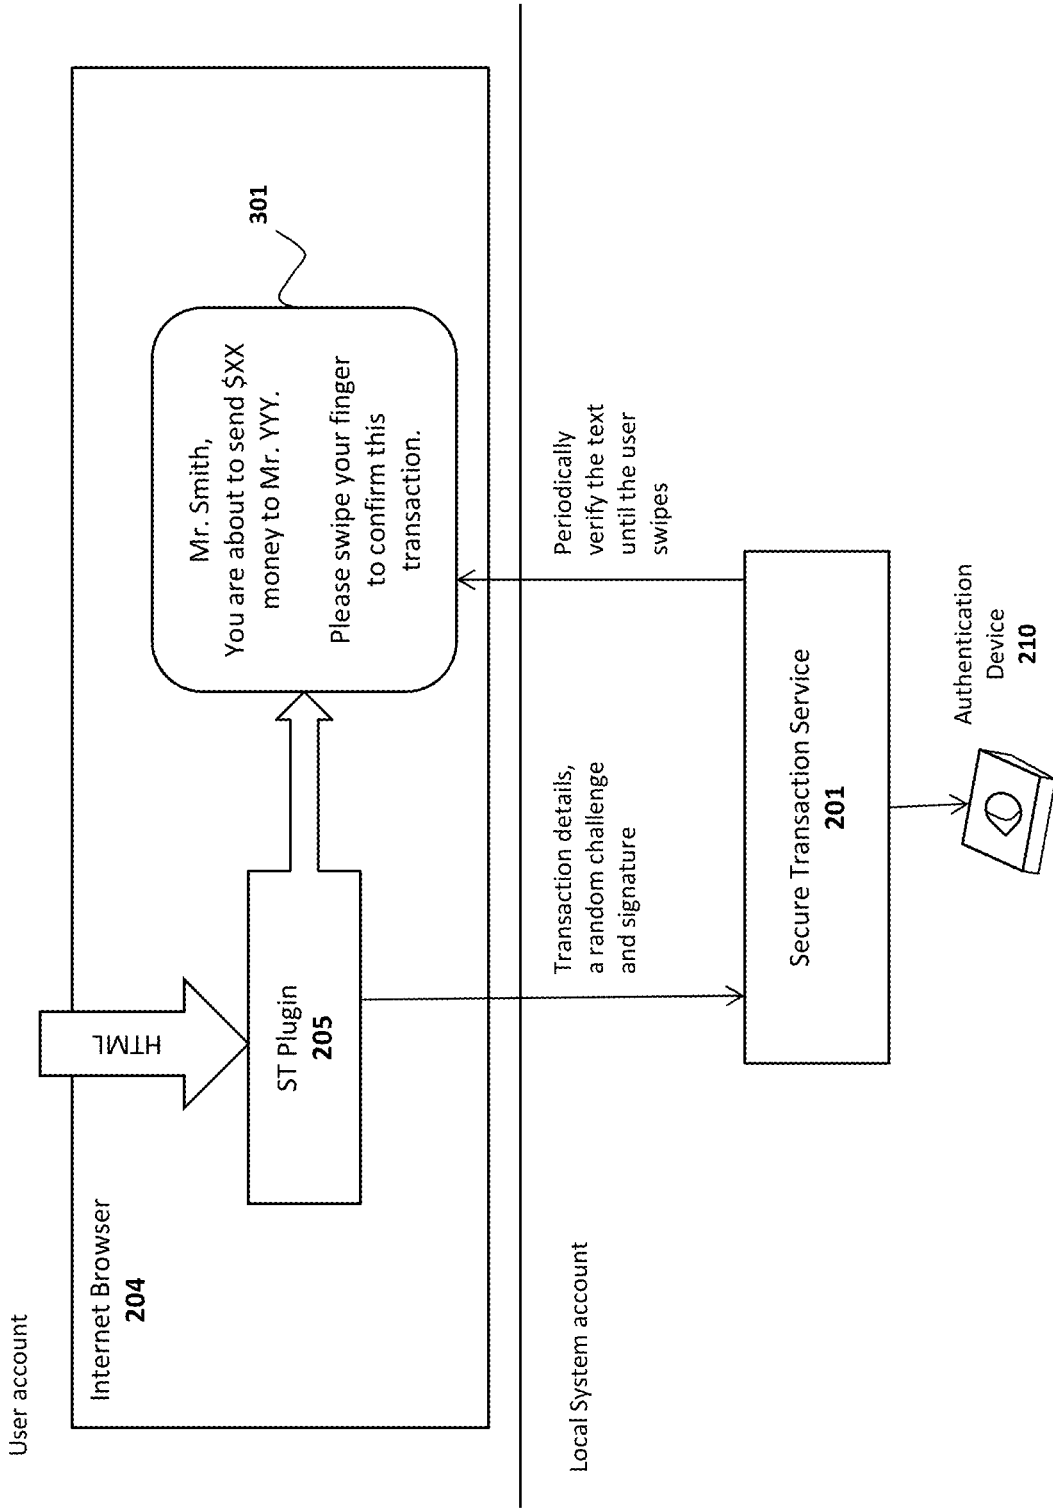 User account
Internet Browser
204
HTML
ST Plugin
205
Mr. Smith,
You are about to send $XX
money to Mr. YYY.
Please swipe your finger
to confirm this
transaction.
301
Local System account
Transaction details,
a random challenge
and signature
Periodically
verify the text
until the user
swipes
Secure Transaction Service
201
Authentication
Device
210